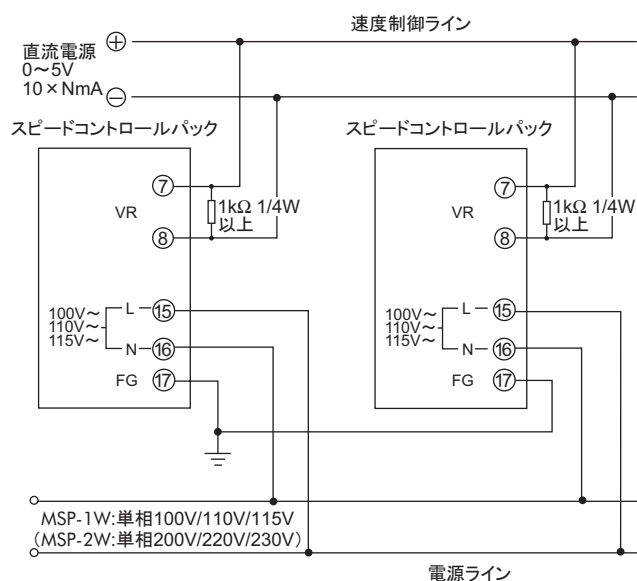 速度制御ライン
直流電源
0～5V
10×NmA
⊕
⊖
スピードコントロールパック
⑦
VR
⑧
1kΩ 1/4W
以上
100V～
110V～
115V～
L
⑮
N
⑯
FG
⑰
スピードコントロールパック
⑦
VR
⑧
1kΩ 1/4W
以上
100V～
110V～
115V～
L
⑮
N
⑯
FG
⑰
MSP-1W:単相100V/110V/115V
(MSP-2W:単相200V/220V/230V)
電源ライン